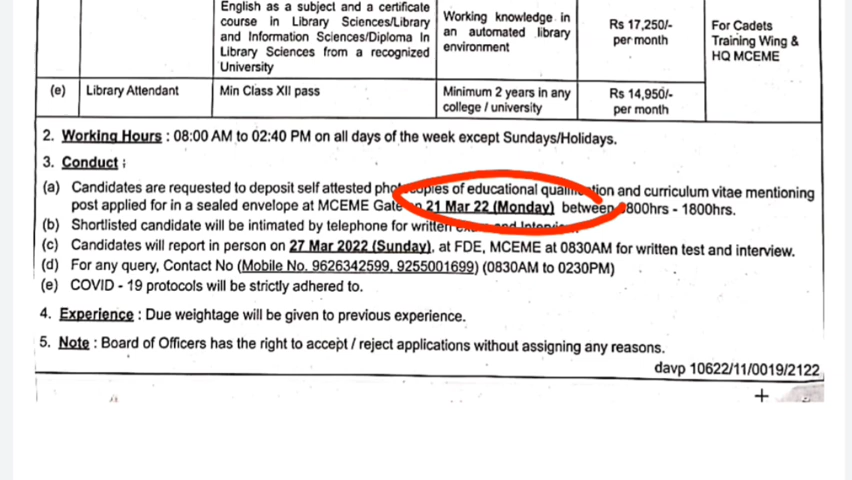 English as a subject and a certificate
course in Library Sciences/Library
and Information Sciences/Diploma In
Library Sciences from a recognized
University
Working knowledge in
an automated library
environment
Rs 17,250/-
per month
For Cadets
Training Wing &
HQ MCEME
(e) Library Attendant Min Class XII pass
Minimum 2 years in any
college / university
Rs 14,950/-
per month
2. Working Hours : 08:00 AM to 02:40 PM on all days of the week except Sundays/Holidays.
3. Conduct :
(a) Candidates are requested to deposit self attested photocopies of educational qualification and curriculum vitae mentioning
post applied for in a sealed envelope at MCEME Gate on 21 Mar 22 (Monday) between 0800hrs - 1800hrs.
(b) Shortlisted candidate will be intimated by telephone for written exam and Interview.
(c) Candidates will report in person on 27 Mar 2022 (Sunday), at FDE, MCEME at 0830AM for written test and interview.
(d) For any query, Contact No (Mobile No. 9626342599, 9255001699) (0830AM to 0230PM)
(e) COVID - 19 protocols will be strictly adhered to.
4. Experience : Due weightage will be given to previous experience.
5. Note : Board of Officers has the right to accept / reject applications without assigning any reasons.
davp 10622/11/0019/2122